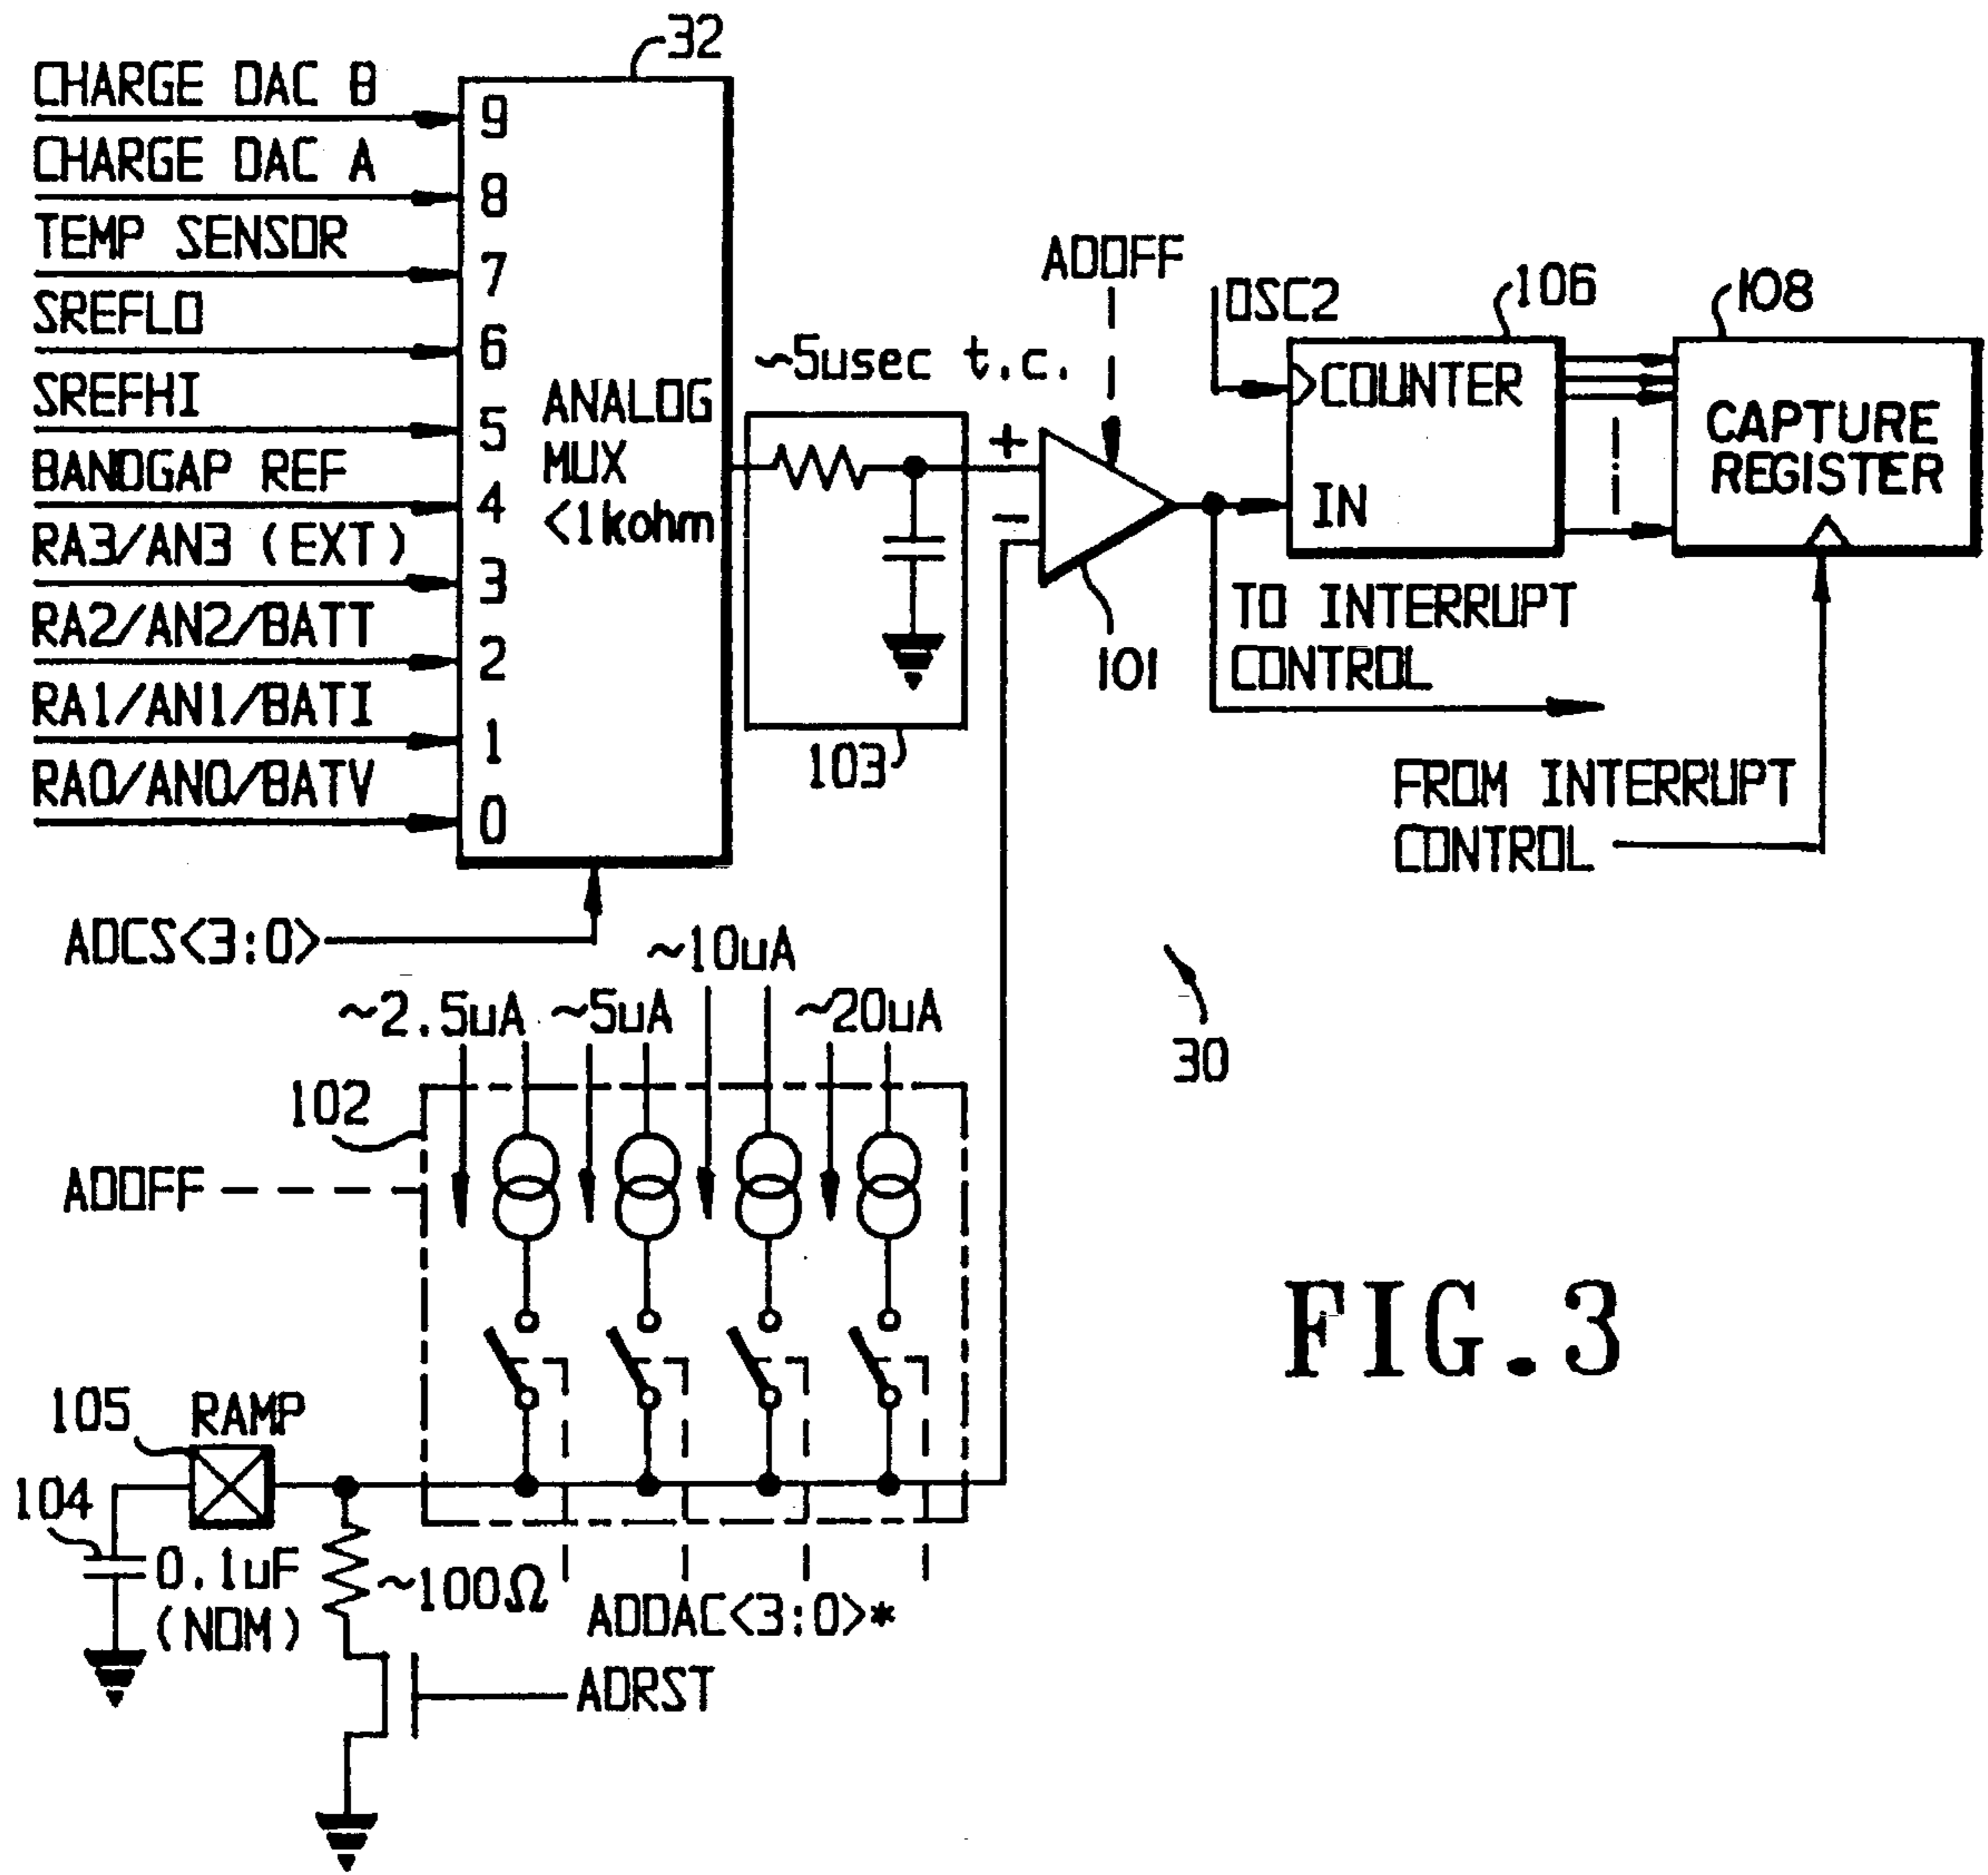 32
CHARGE DAC B
9
CHARGE DAC A
8
TEMP SENSOR
7
SREFLO
6
SREFHI
5
BANDGAP REF
4
RA3/AN3 (EXT)
3
RA2/AN2/BATT
2
RA1/AN1/BATI
1
RA0/AN0/BATV
0
ANALOG
MUX
<1kohm
ADCS<3:0>
~5usec t.c.
103
ADOFF
+
−
101
OSC2
106
COUNTER
IN
108
CAPTURE
REGISTER
TO INTERRUPT
CONTROL
FROM INTERRUPT
CONTROL
~10uA
~2.5uA
~5uA
~20uA
30
102
ADOFF
105
RAMP
104
0.1uF
(NOM)
~100Ω
ADDAC<3:0>*
ADRST
FIG.3